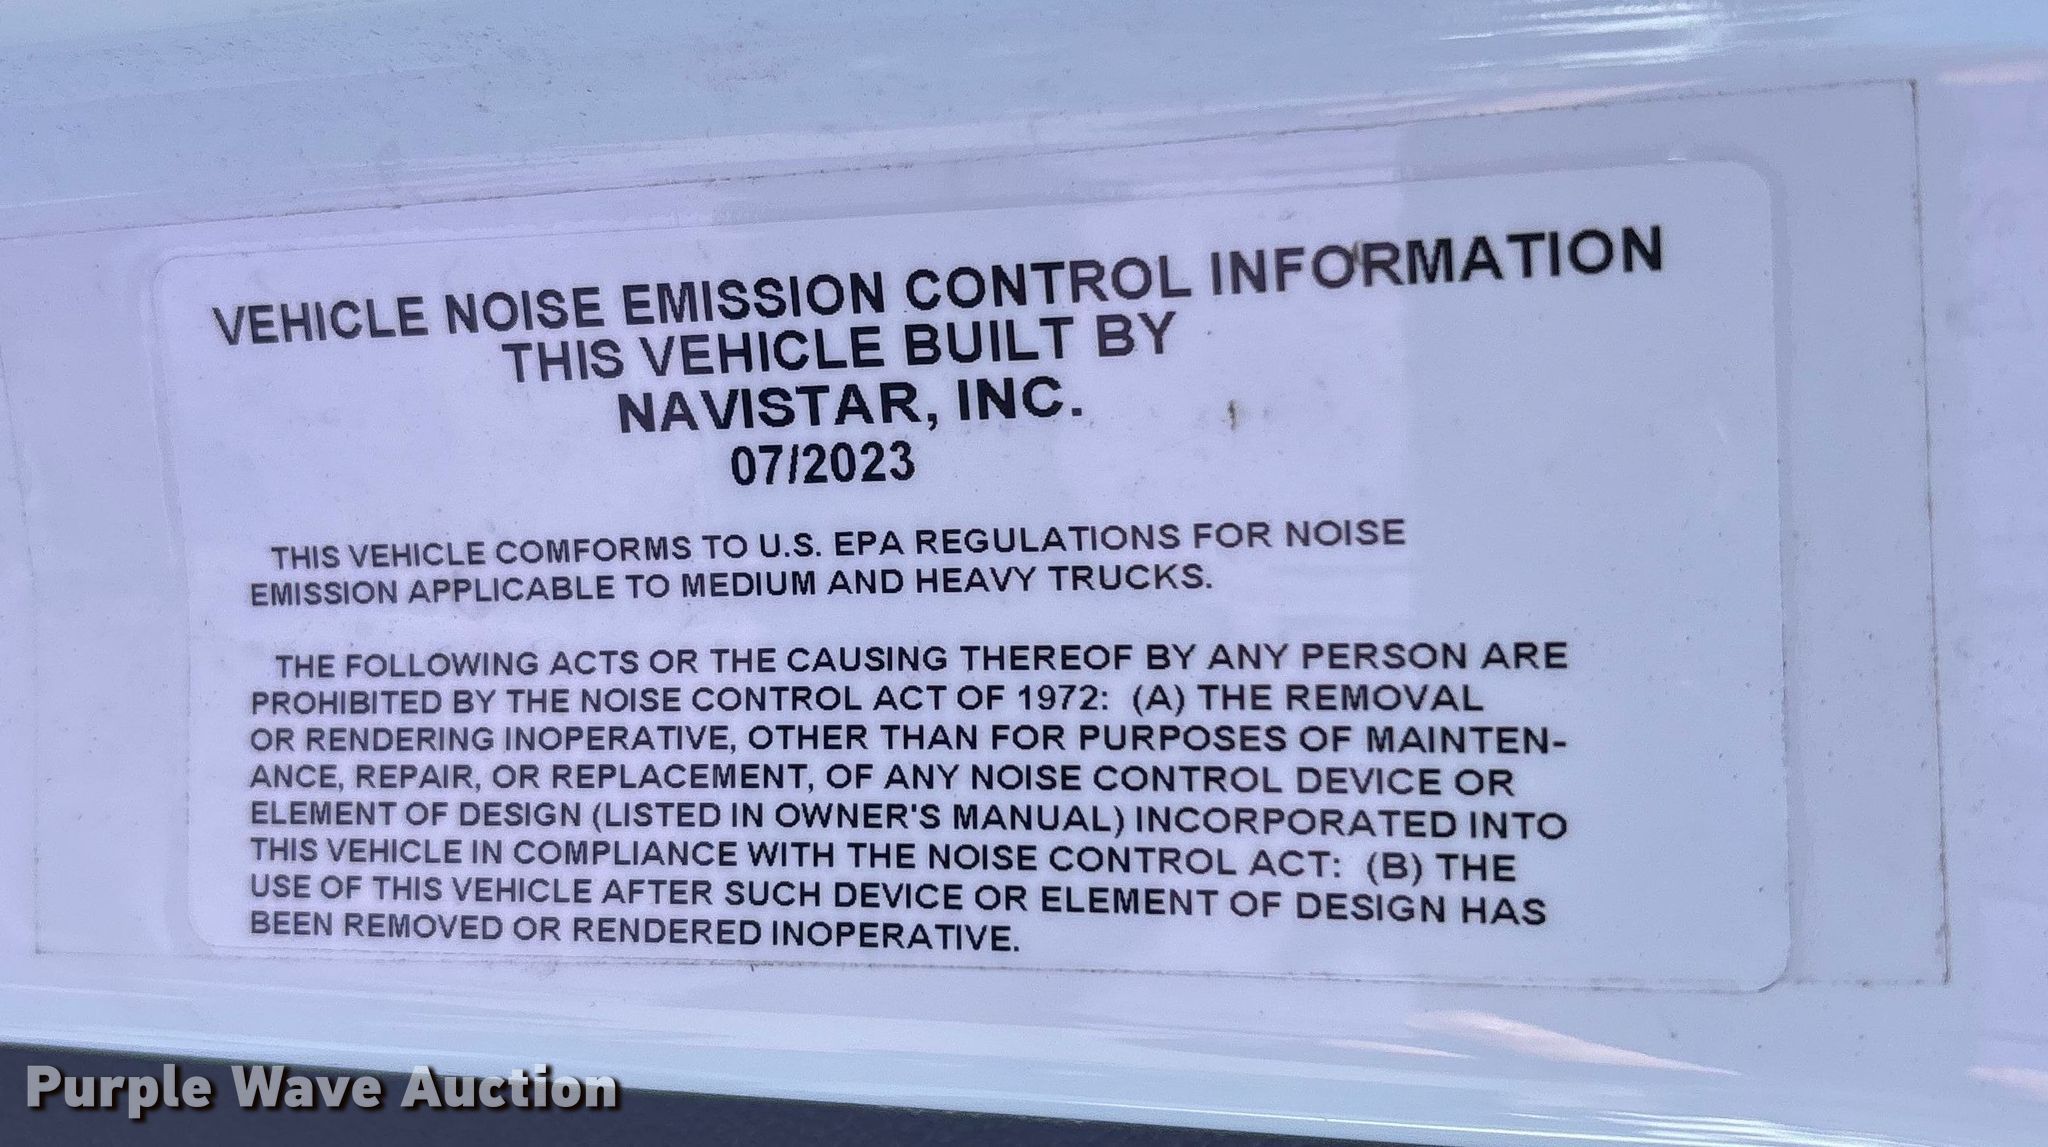 VEHICLE NOISE EMISSION CONTROL INFORMATION
THIS VEHICLE BUILT BY
NAVISTAR, INC.
07/2023
THIS VEHICLE COMFORMS TO U.S. EPA REGULATIONS FOR NOISE
EMISSION APPLICABLE TO MEDIUM AND HEAVY TRUCKS.
THE FOLLOWING ACTS OR THE CAUSING THEREOF BY ANY PERSON ARE
PROHIBITED BY THE NOISE CONTROL ACT OF 1972: (A) THE REMOVAL
OR RENDERING INOPERATIVE, OTHER THAN FOR PURPOSES OF MAINTEN-
ANCE, REPAIR, OR REPLACEMENT, OF ANY NOISE CONTROL DEVICE OR
ELEMENT OF DESIGN (LISTED IN OWNER'S MANUAL) INCORPORATED INTO
THIS VEHICLE IN COMPLIANCE WITH THE NOISE CONTROL ACT: (B) THE
USE OF THIS VEHICLE AFTER SUCH DEVICE OR ELEMENT OF DESIGN HAS
BEEN REMOVED OR RENDERED INOPERATIVE.
Purple Wave Auction